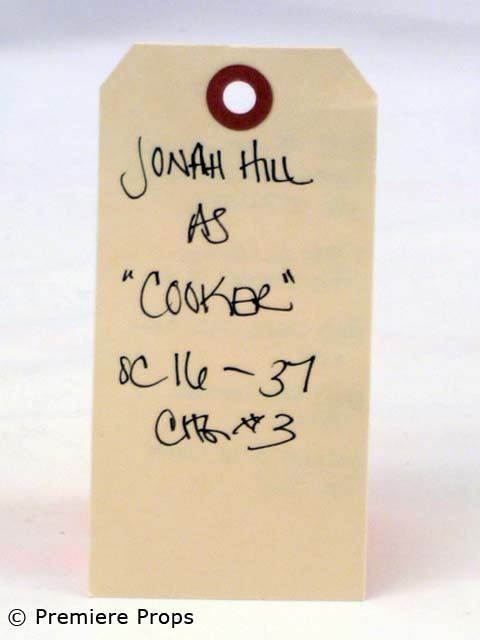 JONAH HILL
AS
"COOKER"
SC 16 - 37
CHG # 3
© Premiere Props